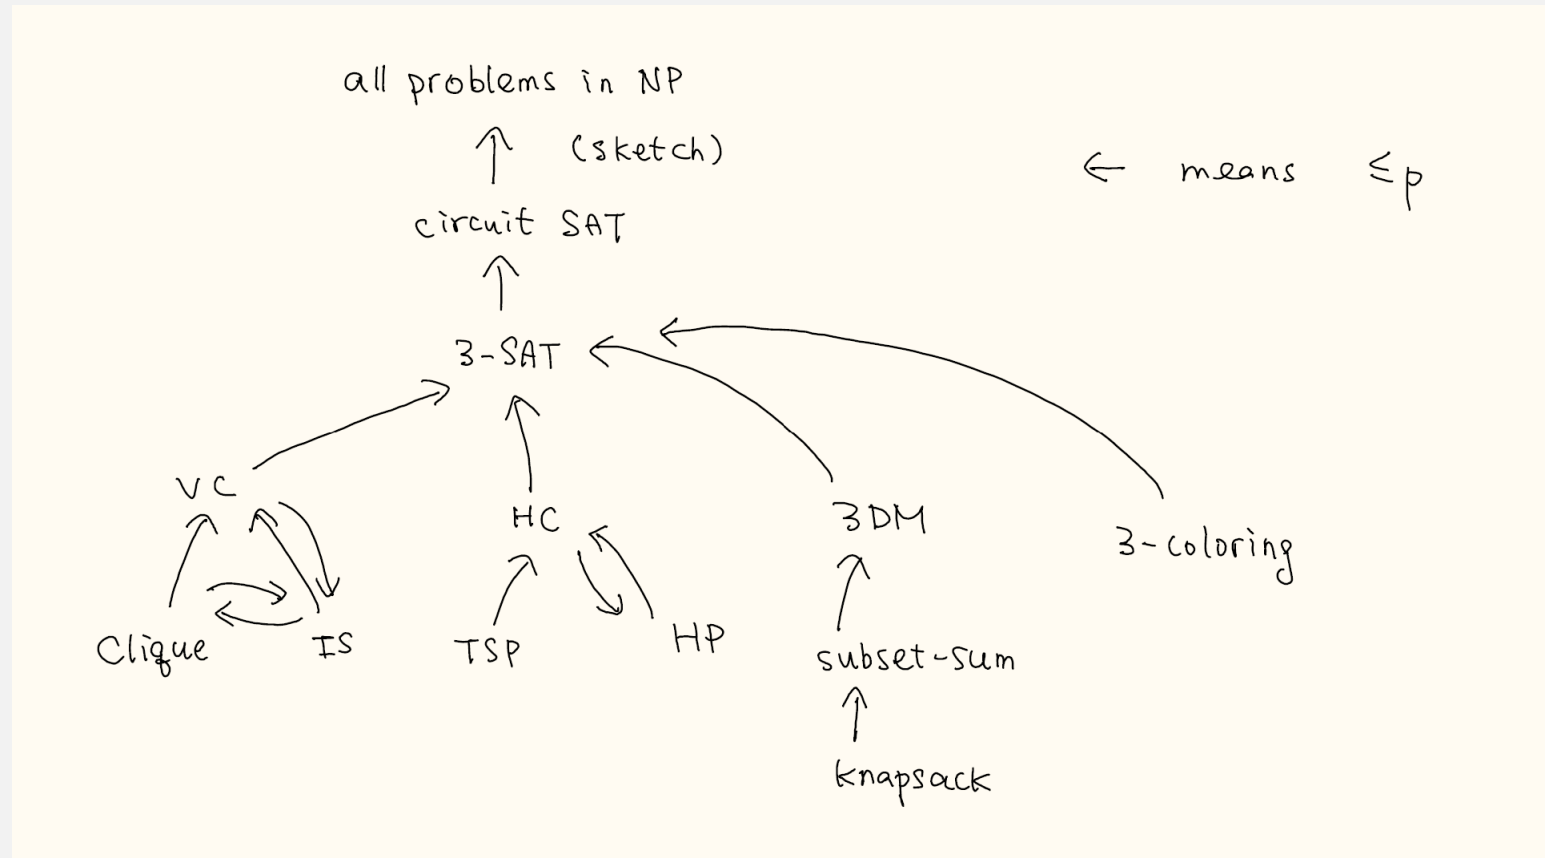 all problems in NP
↑ (sketch)
← means ≤p
circuit SAT
↑
3-SAT
VC
HC
3DM
3-coloring
Clique
IS
TSP
HP
subset-sum
knapsack